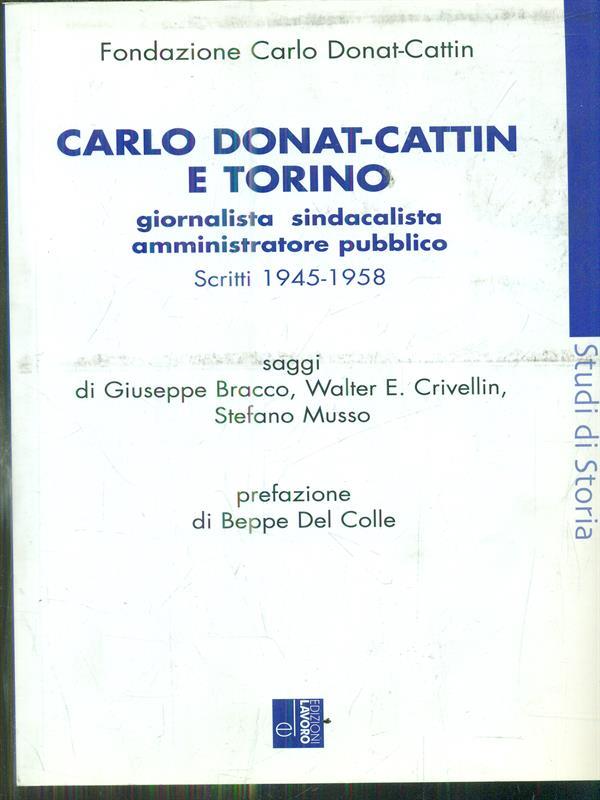 Fondazione Carlo Donat-Cattin
CARLO DONAT-CATTIN
E TORINO
giornalista sindacalista
amministratore pubblico
Scritti 1945-1958
saggi
di Giuseppe Bracco, Walter E. Crivellin,
Stefano Musso
prefazione
di Beppe Del Colle
Studi di Storia
EDIZIONI
LAVORO
e